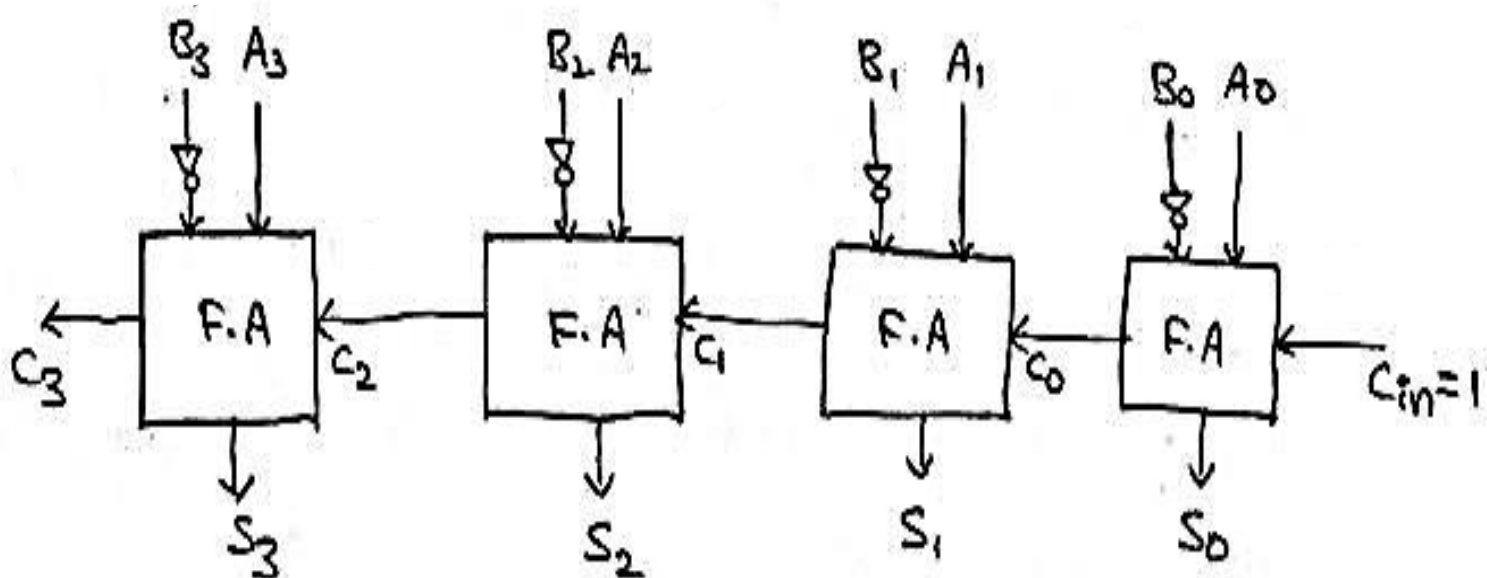 B3 A3 B2 A2 B1 A1 B0 A0
F.A F.A F.A F.A
C3 C2 C1 C0 Cin=1
S3 S2 S1 S0